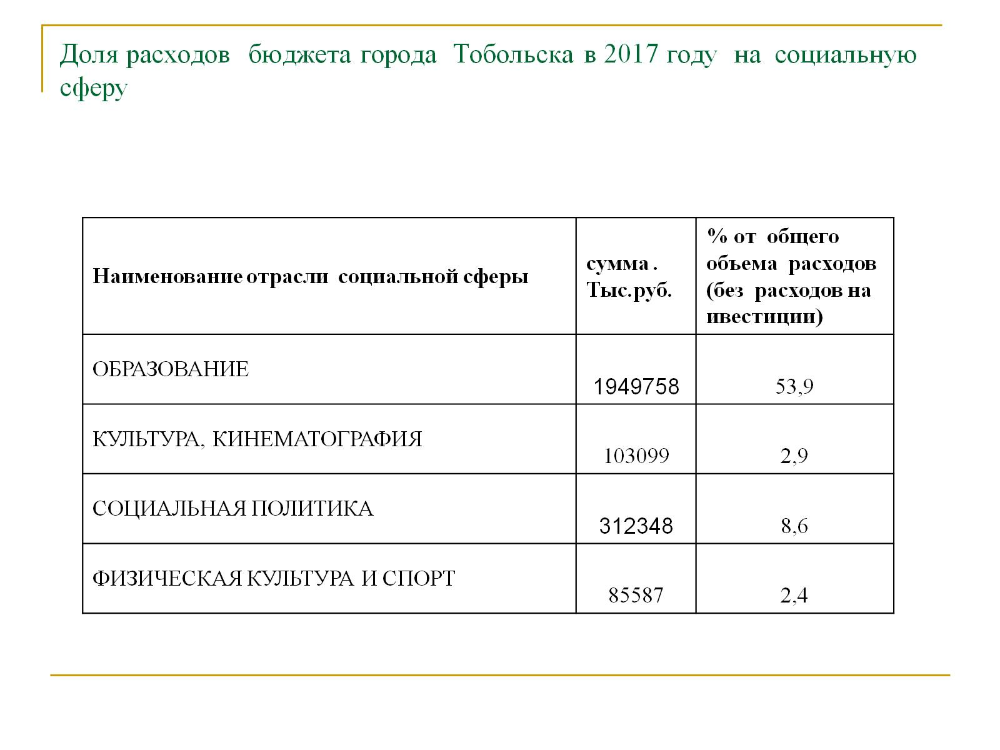 Доля расходов бюджета города Тобольска в 2017 году на социальную
сферу
Наименование отрасли социальной сферы
сумма .
Тыс.руб.
% от общего
объема расходов
(без расходов на
ивестиции)
ОБРАЗОВАНИЕ
1949758
53,9
КУЛЬТУРА, КИНЕМАТОГРАФИЯ
103099
2,9
СОЦИАЛЬНАЯ ПОЛИТИКА
312348
8,6
ФИЗИЧЕСКАЯ КУЛЬТУРА И СПОРТ
85587
2,4